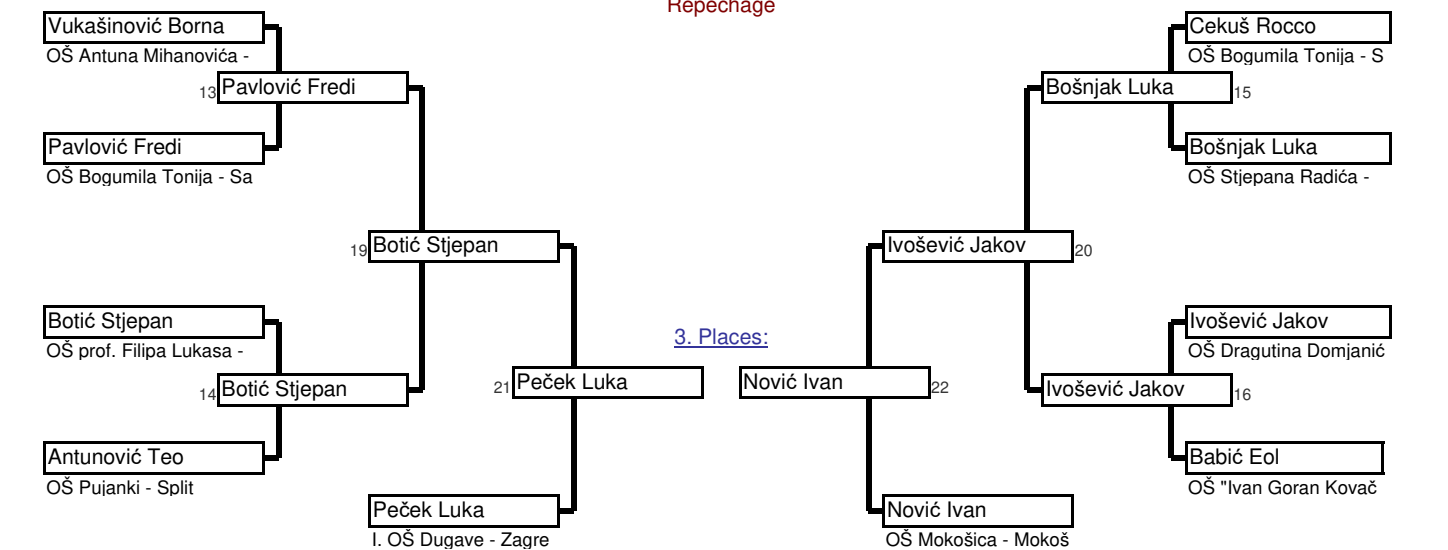 Repechage
Vukašinović Borna
OŠ Antuna Mihanovića -
13 Pavlović Fredi
Pavlović Fredi
OŠ Bogumila Tonija - Sa
19 Botić Stjepan
Botić Stjepan
OŠ prof. Filipa Lukasa -
14 Botić Stjepan
Antunović Teo
OŠ Pujanki - Split
21 Peček Luka
Peček Luka
I. OŠ Dugave - Zagre
3. Places:
Cekuš Rocco
OŠ Bogumila Tonija - S
Bošnjak Luka 15
Bošnjak Luka
OŠ Stjepana Radića -
Ivošević Jakov 20
Ivošević Jakov
OŠ Dragutina Domjanić
Ivošević Jakov 16
Babić Eol
OŠ "Ivan Goran Kovač
Nović Ivan 22
Nović Ivan
OŠ Mokošica - Mokoš